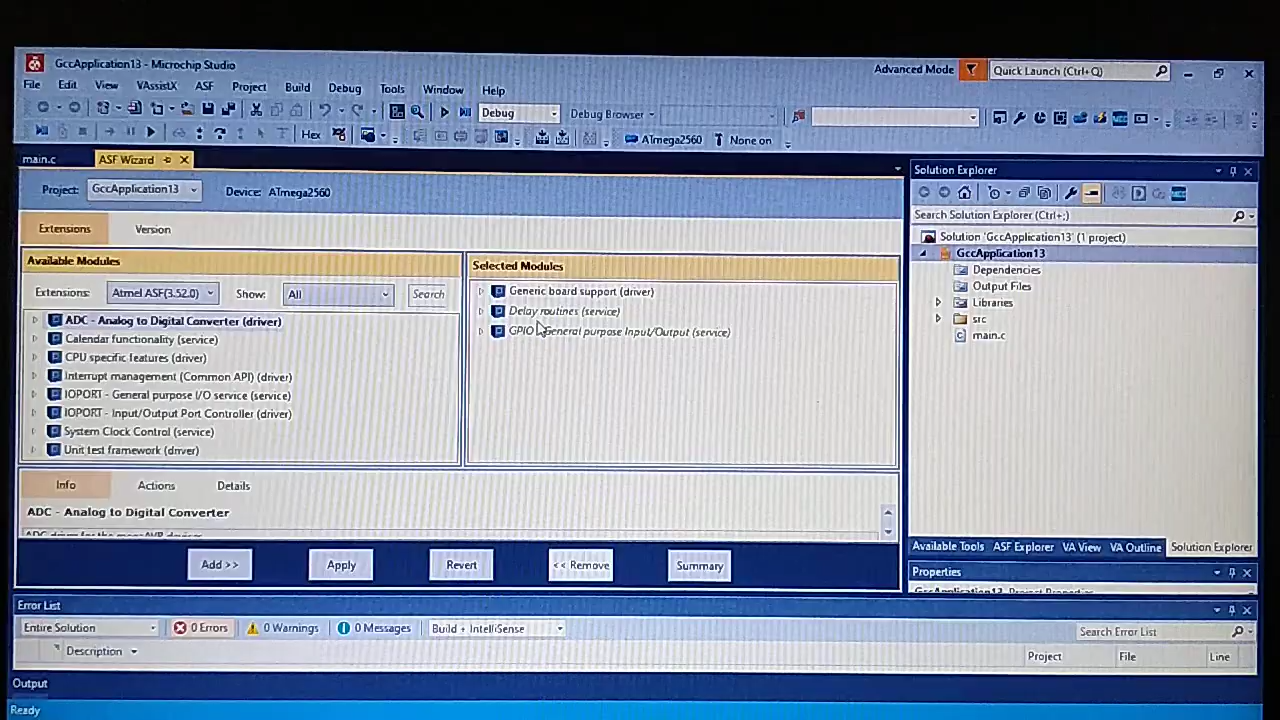 GccApplication13 - Microchip Studio
Advanced Mode
Quick Launch (Ctrl+Q)
File Edit View VAssistX ASF Project Build Debug Tools Window Help
Debug
Debug Browser
Hex
ATmega2560
None on
main.c
ASF Wizard
Project: GccApplication13
Device: ATmega2560
Extensions
Version
Available Modules
Extensions: Atmel ASF(3.52.0)
Show: All
Search
ADC - Analog to Digital Converter (driver)
Calendar functionality (service)
CPU specific features (driver)
Interrupt management (Common API) (driver)
IOPORT - General purpose I/O service (service)
IOPORT - Input/Output Port Controller (driver)
System Clock Control (service)
Unit test framework (driver)
Selected Modules
Generic board support (driver)
Delay routines (service)
GPIO General purpose Input/Output (service)
Info
Actions
Details
ADC - Analog to Digital Converter
Add >>
Apply
Revert
<< Remove
Summary
Solution Explorer
Search Solution Explorer (Ctrl+;)
Solution 'GccApplication13' (1 project)
GccApplication13
Dependencies
Output Files
Libraries
src
main.c
Available Tools
ASF Explorer
VA View
VA Outline
Solution Explorer
Properties
Error List
Entire Solution
0 Errors
0 Warnings
0 Messages
Build + IntelliSense
Search Error List
Description
Project
File
Line
Output
Ready